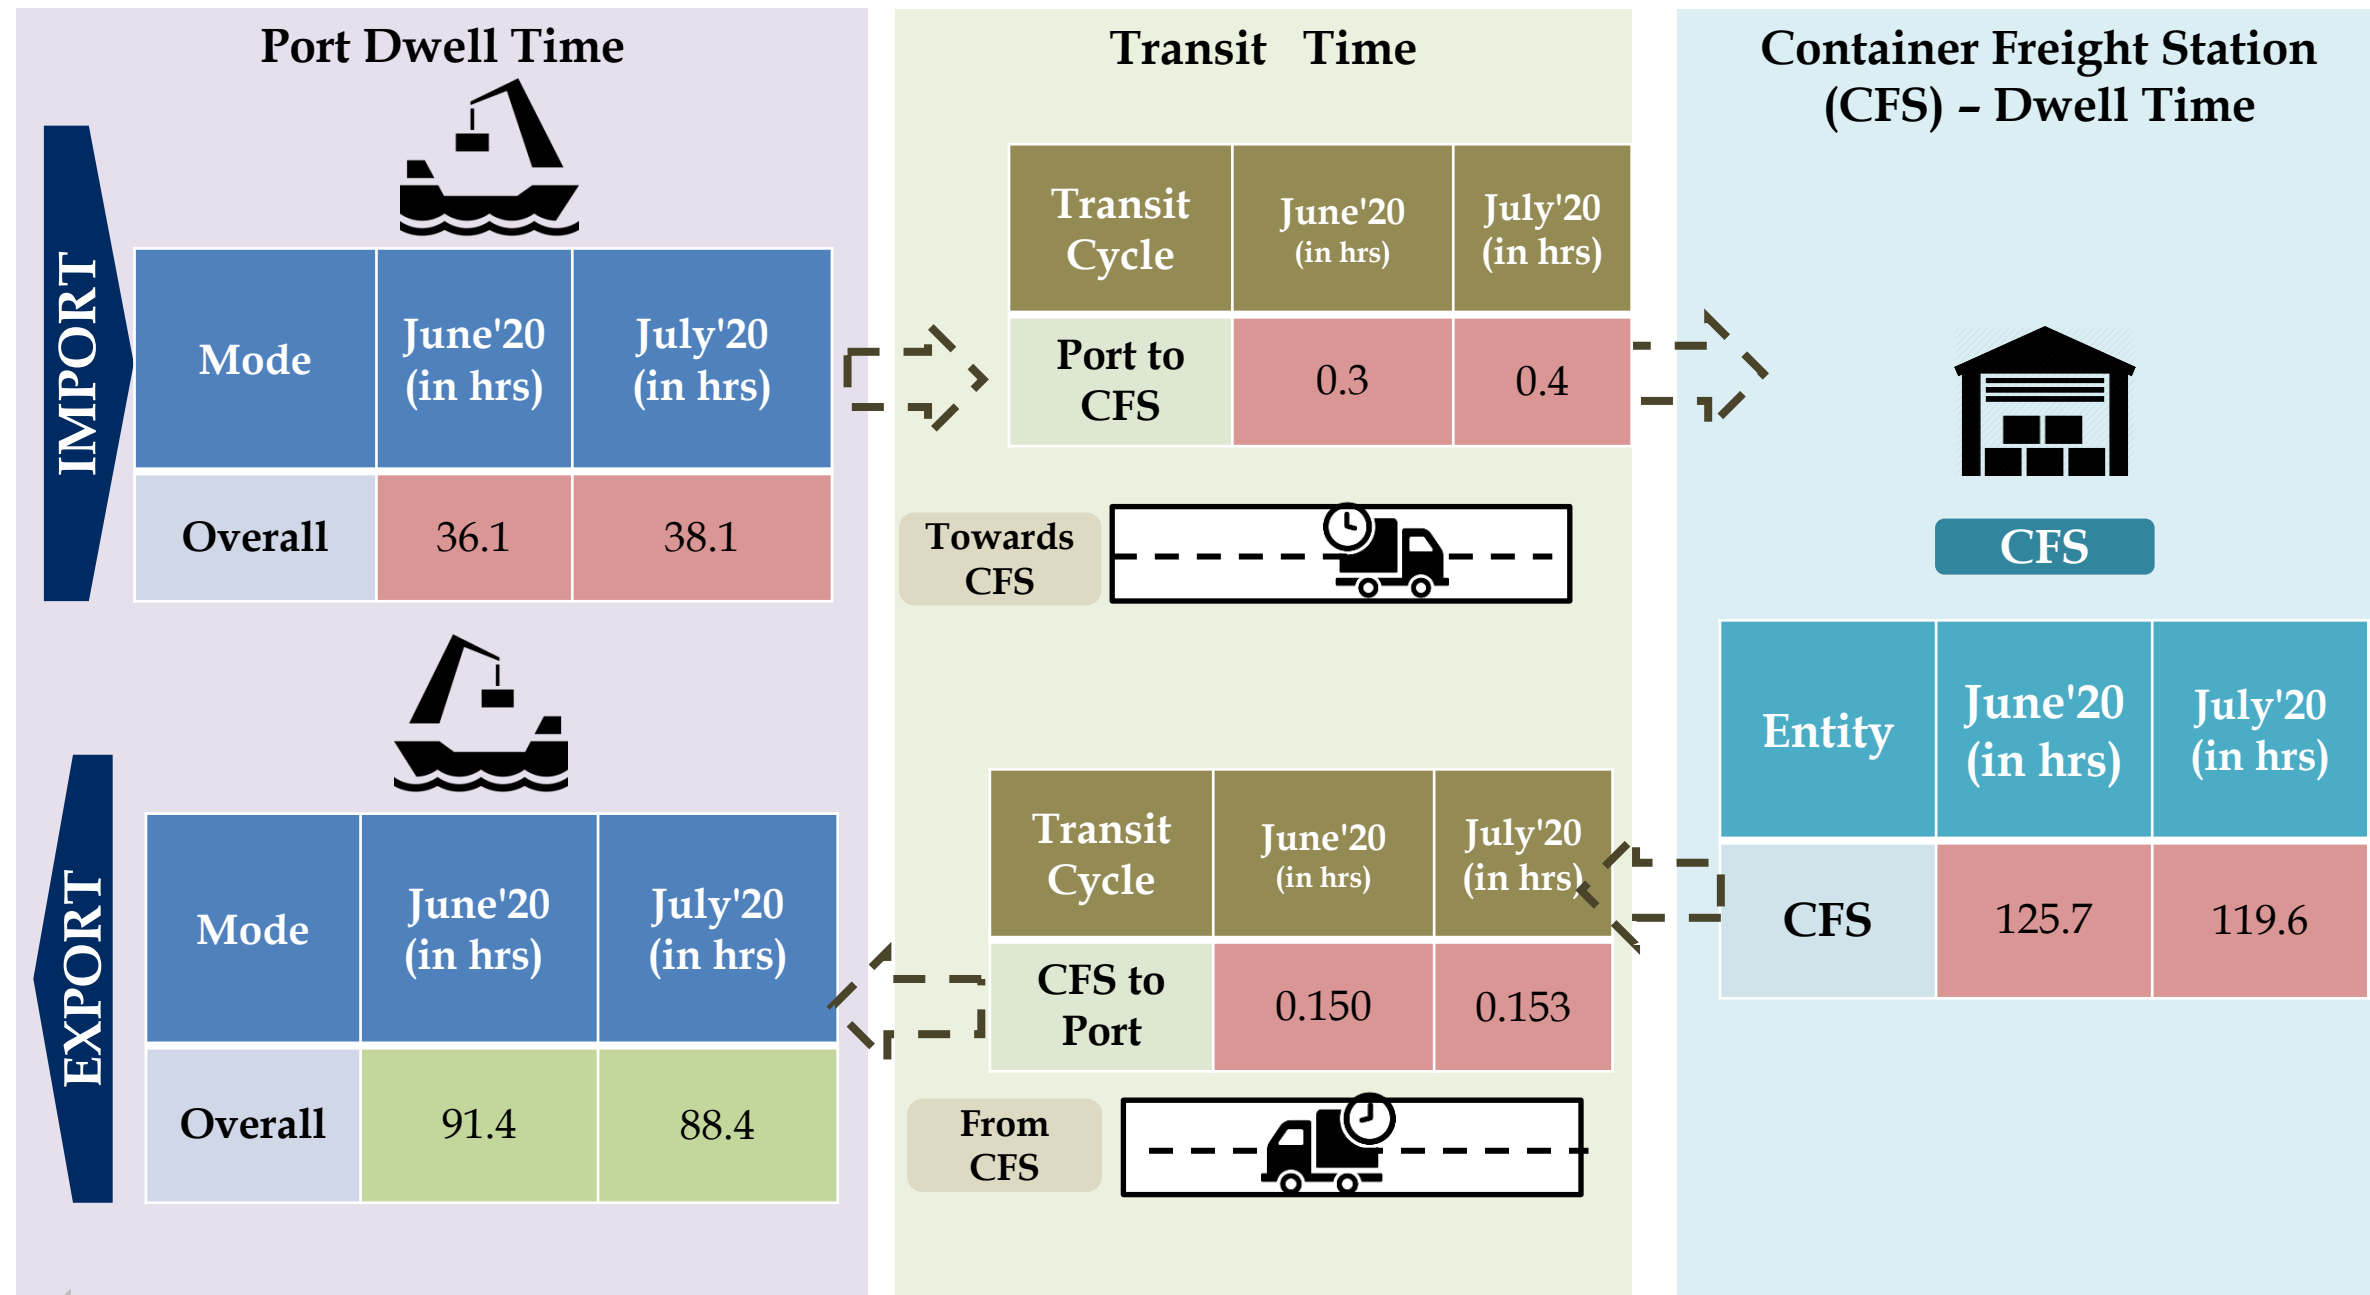 Port Dwell Time
IMPORT
Mode
June'20
(in hrs)
July'20
(in hrs)
Overall
36.1
38.1
EXPORT
Mode
June'20
(in hrs)
July'20
(in hrs)
Overall
91.4
88.4
Transit Time
Transit
Cycle
June'20
(in hrs)
July'20
(in hrs)
Port to
CFS
0.3
0.4
Towards
CFS
Transit
Cycle
June'20
(in hrs)
July'20
(in hrs)
CFS to
Port
0.150
0.153
From
CFS
Container Freight Station
(CFS) – Dwell Time
CFS
Entity
June'20
(in hrs)
July'20
(in hrs)
CFS
125.7
119.6